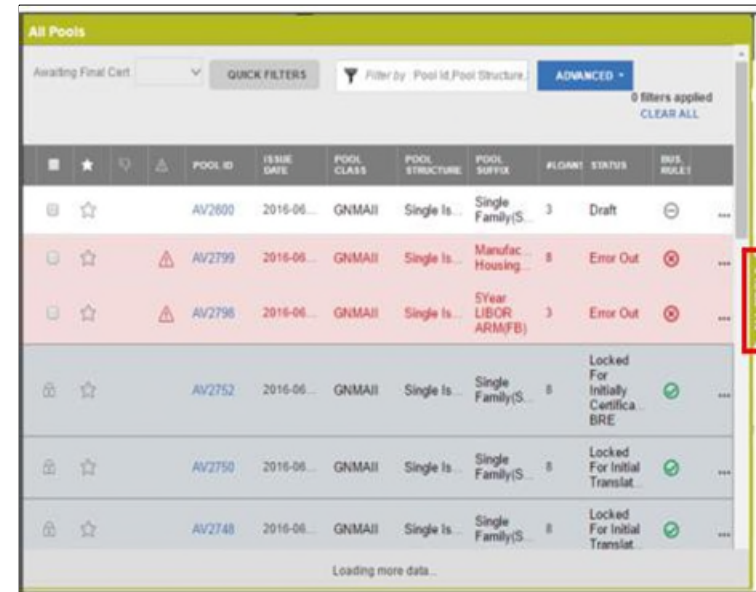 All Pools
Awaiting Final Cert QUICK FILTERS Filter by Pool Id,Pool Structure, ADVANCED
0 filters applied
CLEAR ALL
POOL ID ISSUE DATE POOL CLASS POOL STRUCTURE POOL SUFFIX #LOANS STATUS BUS. RULES
AV2600 2016-06... GNMAII Single Is... Single Family(S... 3 Draft ...
AV2799 2016-06... GNMAII Single Is... Manufac... Housing... 8 Error Out ...
AV2796 2016-06... GNMAII Single Is... 5Year LIBOR ARM(FB) 3 Error Out ...
AV2752 2016-06... GNMAII Single Is... Single Family(S... 8 Locked For Initially Certifica... BRE ...
AV2750 2016-06... GNMAII Single Is... Single Family(S... 8 Locked For Initial Translat... ...
AV2748 2016-06... GNMAII Single Is... Single Family(S... 8 Locked For Initial Translat... ...
Loading more data...